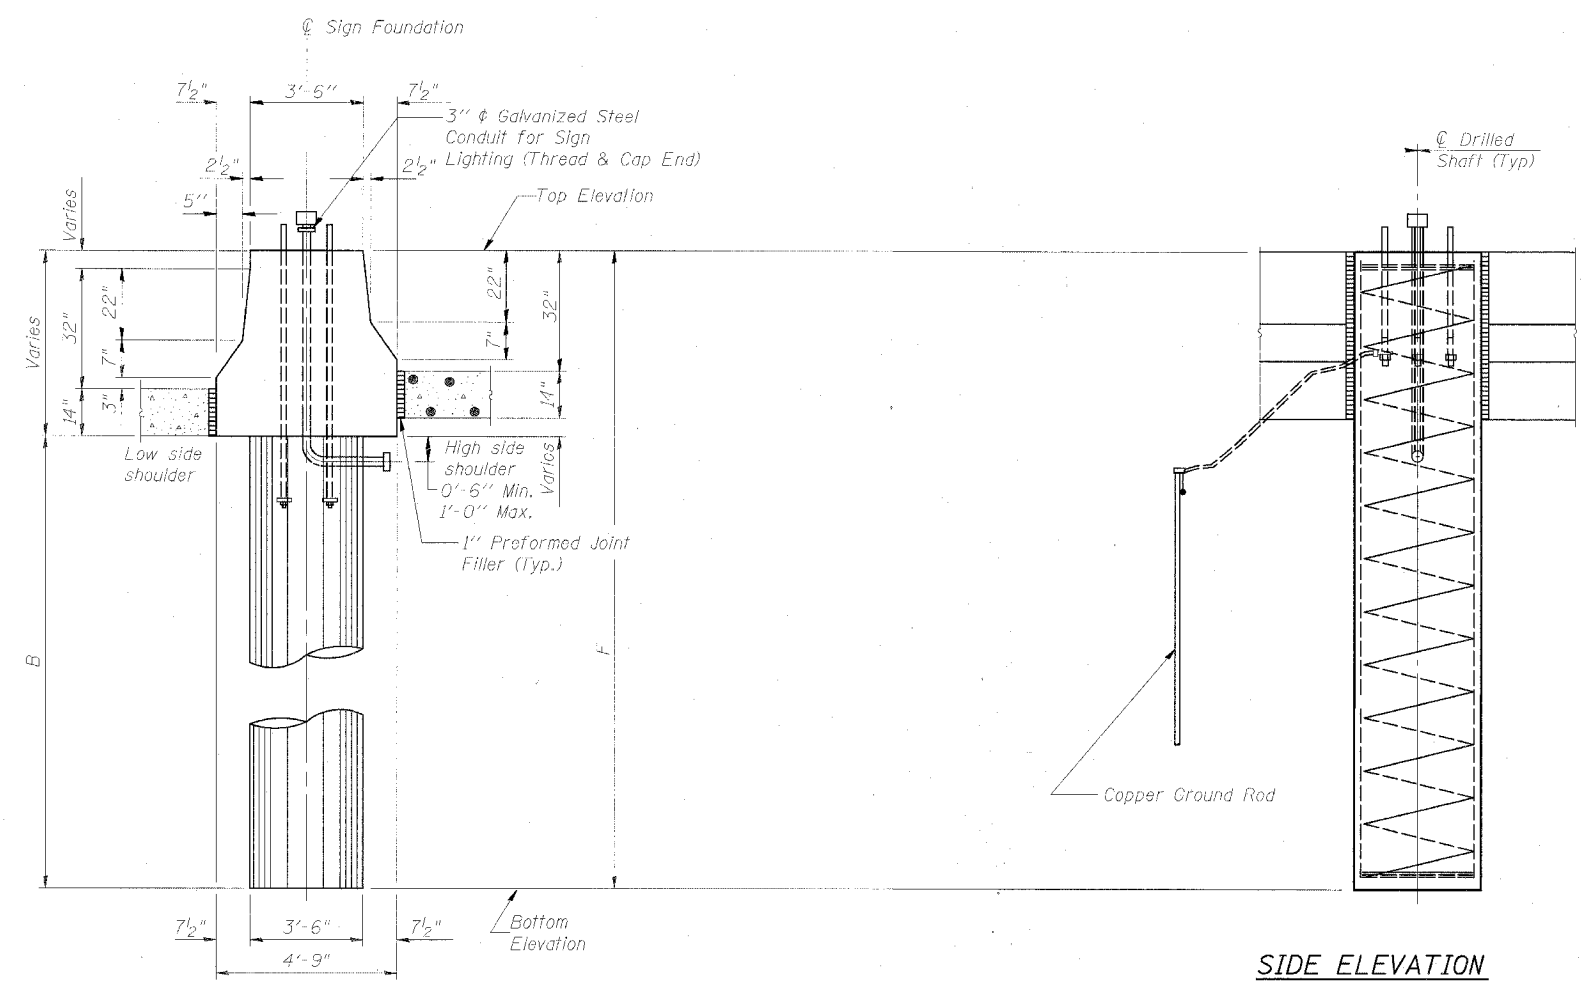 ℄ Sign Foundation
7½"
3'-6"
7½"
3" ¢ Galvanized Steel
Conduit for Sign
Lighting (Thread & Cap End)
2½"
2½"
5"
Varies
Top Elevation
℄ Drilled
Shaft (Typ)
Varies
32"
22"
7"
3"
14"
22"
7"
32"
14"
Varies
Low side
shoulder
High side
shoulder
0'-6" Min.
1'-0" Max.
1" Preformed Joint
Filler (Typ.)
B
F
Copper Ground Rod
7½"
3'-6"
7½"
4'-9"
Bottom
Elevation
SIDE ELEVATION